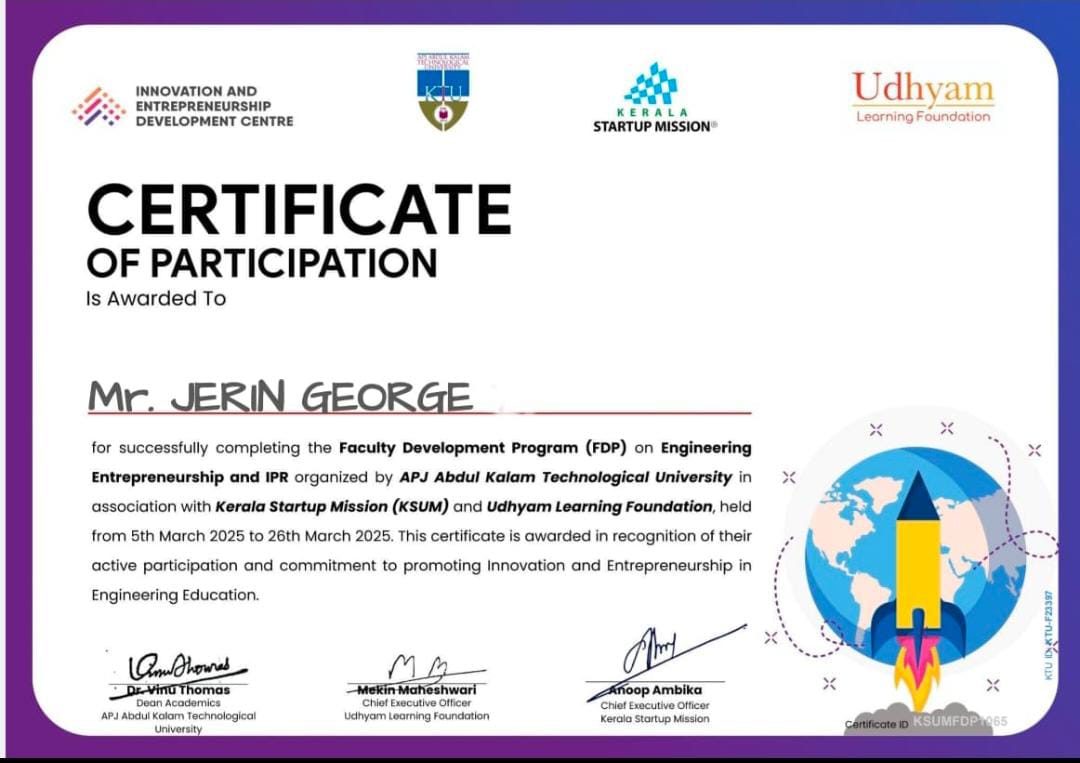 INNOVATION AND
ENTREPRENEURSHIP
DEVELOPMENT CENTRE
APJ ABDUL KALAM
TECHNOLOGICAL
UNIVERSITY
KTU
KERALA
STARTUP MISSION®
Udhyam
Learning Foundation
CERTIFICATE
OF PARTICIPATION
Is Awarded To
Mr. JERIN GEORGE
for successfully completing the Faculty Development Program (FDP) on Engineering
Entrepreneurship and IPR organized by APJ Abdul Kalam Technological University in
association with Kerala Startup Mission (KSUM) and Udhyam Learning Foundation, held
from 5th March 2025 to 26th March 2025. This certificate is awarded in recognition of their
active participation and commitment to promoting Innovation and Entrepreneurship in
Engineering Education.
Dr. Vinu Thomas
Dean Academics
APJ Abdul Kalam Technological
University
Mekin Maheshwari
Chief Executive Officer
Udhyam Learning Foundation
Anoop Ambika
Chief Executive Officer
Kerala Startup Mission
KTU ID: KTU-F23397
Certificate ID KSUMFDP1065